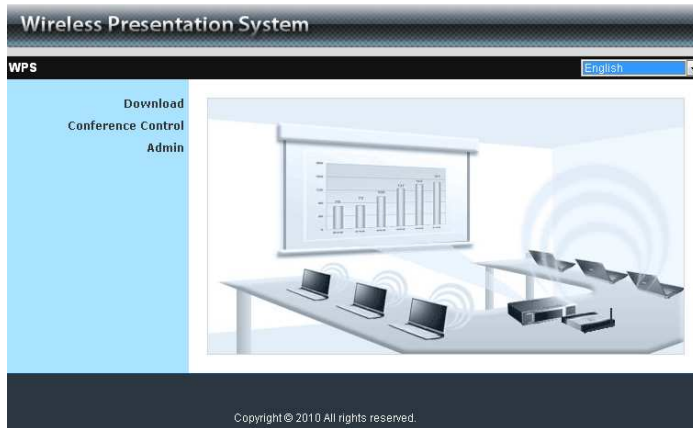 Wireless Presentation System
WPS
English
Download
Conference Control
Admin
Copyright © 2010 All rights reserved.